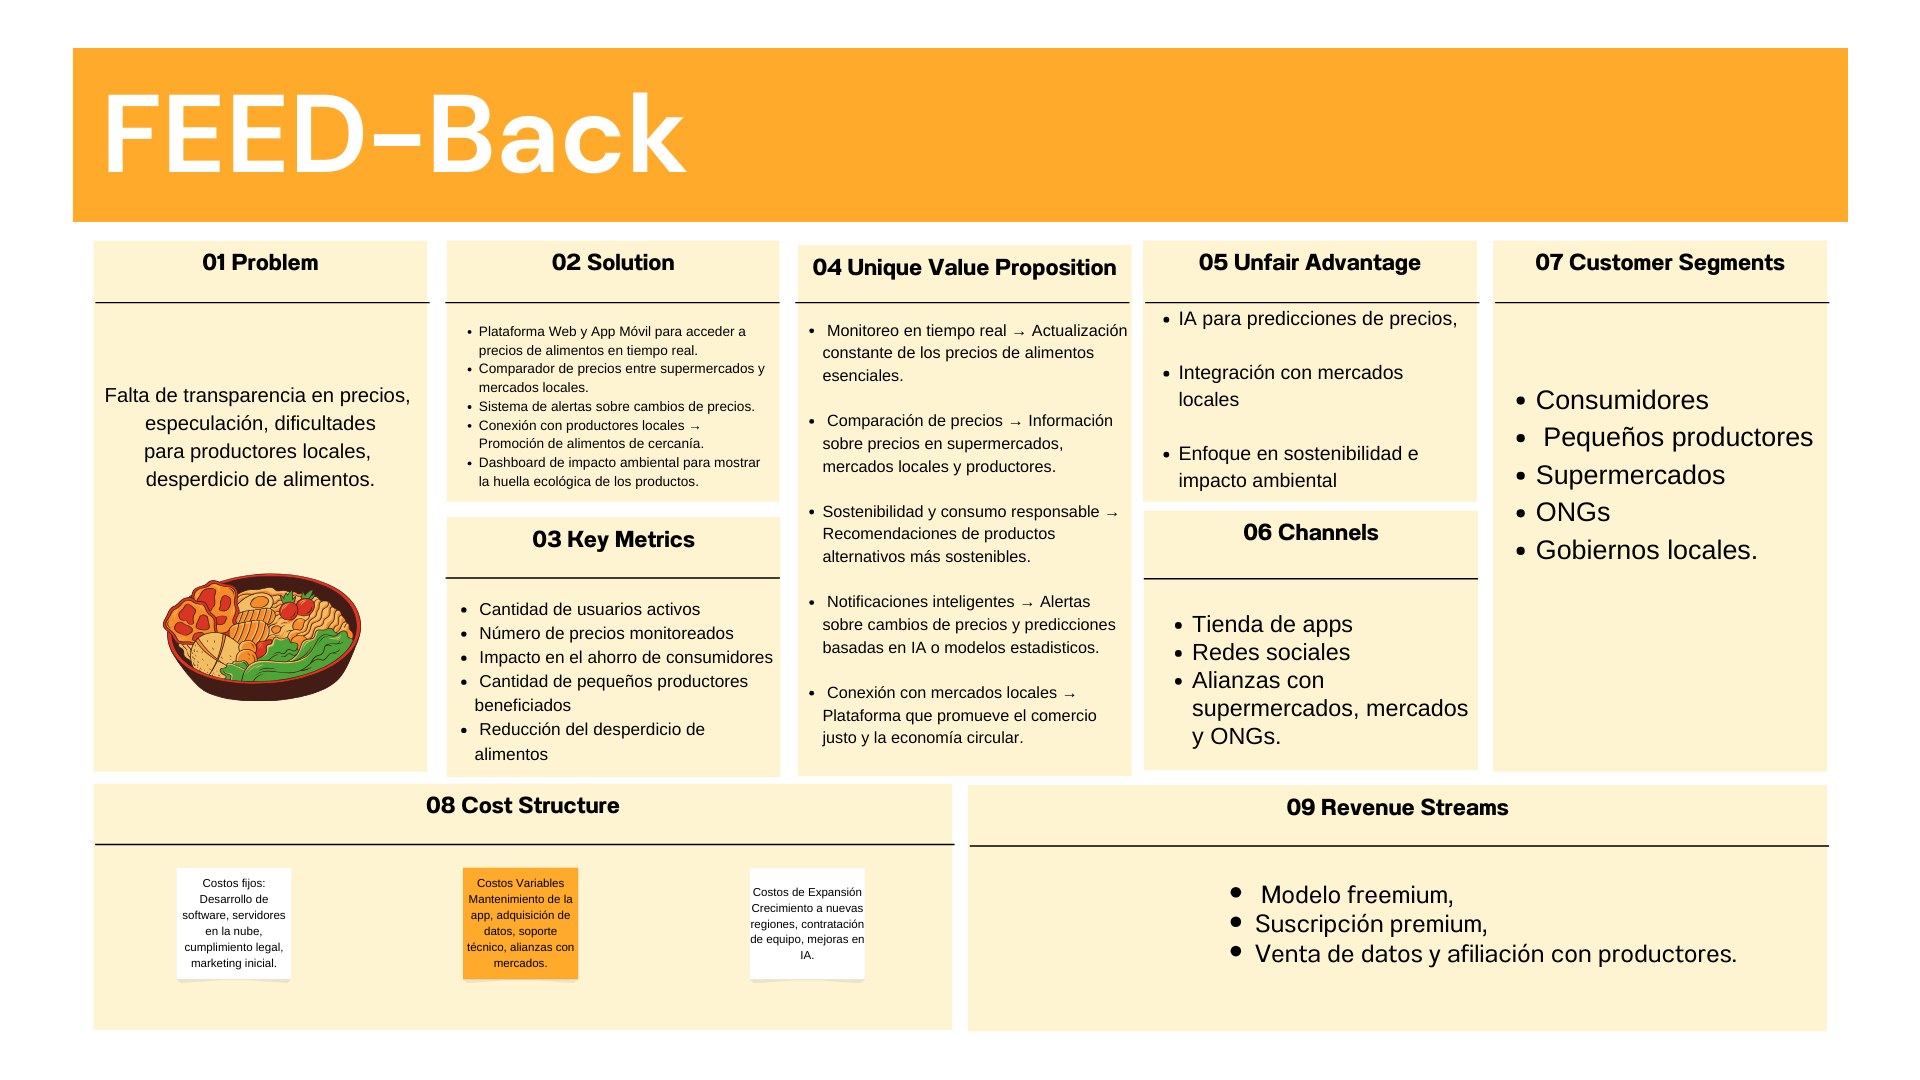 FEED-Back
01 Problem
Falta de transparencia en precios,
especulación, dificultades
para productores locales,
desperdicio de alimentos.
02 Solution
• Plataforma Web y App Móvil para acceder a
precios de alimentos en tiempo real.
• Comparador de precios entre supermercados y
mercados locales.
• Sistema de alertas sobre cambios de precios.
• Conexión con productores locales →
Promoción de alimentos de cercanía.
• Dashboard de impacto ambiental para mostrar
la huella ecológica de los productos.
03 Key Metrics
• Cantidad de usuarios activos
• Número de precios monitoreados
• Impacto en el ahorro de consumidores
• Cantidad de pequeños productores
beneficiados
• Reducción del desperdicio de
alimentos
04 Unique Value Proposition
• Monitoreo en tiempo real → Actualización
constante de los precios de alimentos
esenciales.
• Comparación de precios → Información
sobre precios en supermercados,
mercados locales y productores.
• Sostenibilidad y consumo responsable →
Recomendaciones de productos
alternativos más sostenibles.
• Notificaciones inteligentes → Alertas
sobre cambios de precios y predicciones
basadas en IA o modelos estadisticos.
• Conexión con mercados locales →
Plataforma que promueve el comercio
justo y la economía circular.
05 Unfair Advantage
• IA para predicciones de precios,
• Integración con mercados
locales
• Enfoque en sostenibilidad e
impacto ambiental
06 Channels
• Tienda de apps
• Redes sociales
• Alianzas con
supermercados, mercados
y ONGs.
07 Customer Segments
• Consumidores
• Pequeños productores
• Supermercados
• ONGs
• Gobiernos locales.
08 Cost Structure
Costos fijos:
Desarrollo de
software, servidores
en la nube,
cumplimiento legal,
marketing inicial.
Costos Variables
Mantenimiento de la
app, adquisición de
datos, soporte
técnico, alianzas con
mercados.
Costos de Expansión
Crecimiento a nuevas
regiones, contratación
de equipo, mejoras en
IA.
09 Revenue Streams
• Modelo freemium,
• Suscripción premium,
• Venta de datos y afiliación con productores.